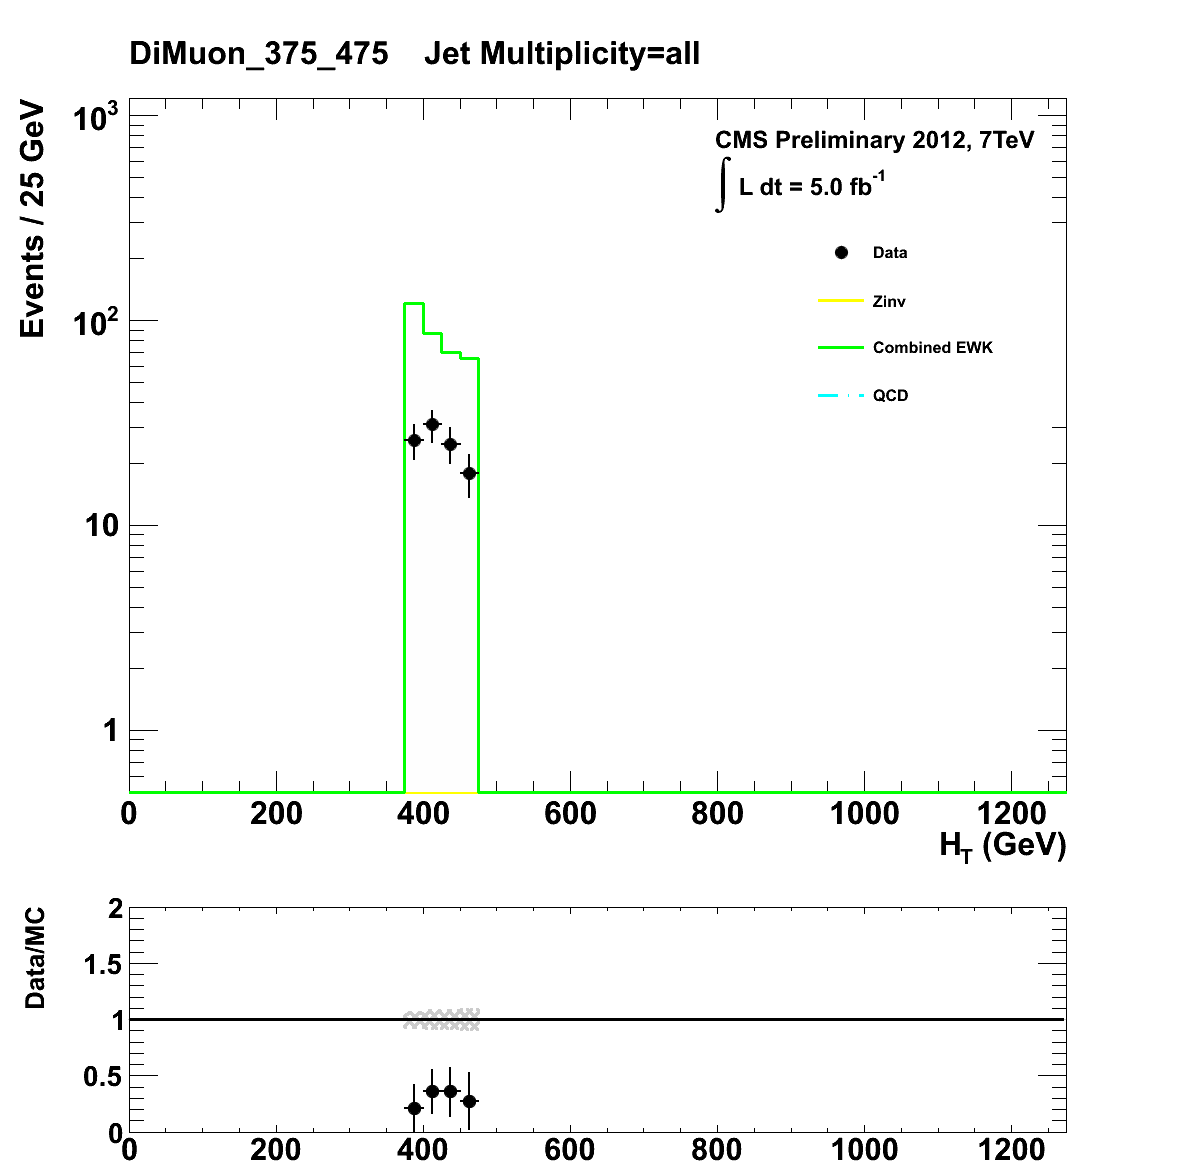 DiMuon_375_475    Jet Multiplicity=all
Events / 25 GeV
10³
10²
10
1
CMS Preliminary 2012, 7TeV
∫ L dt = 5.0 fb⁻¹
Data
Zinv
Combined EWK
QCD
0 200 400 600 800 1000 1200
H_T (GeV)
Data/MC
2
1.5
1
0.5
0
0 200 400 600 800 1000 1200